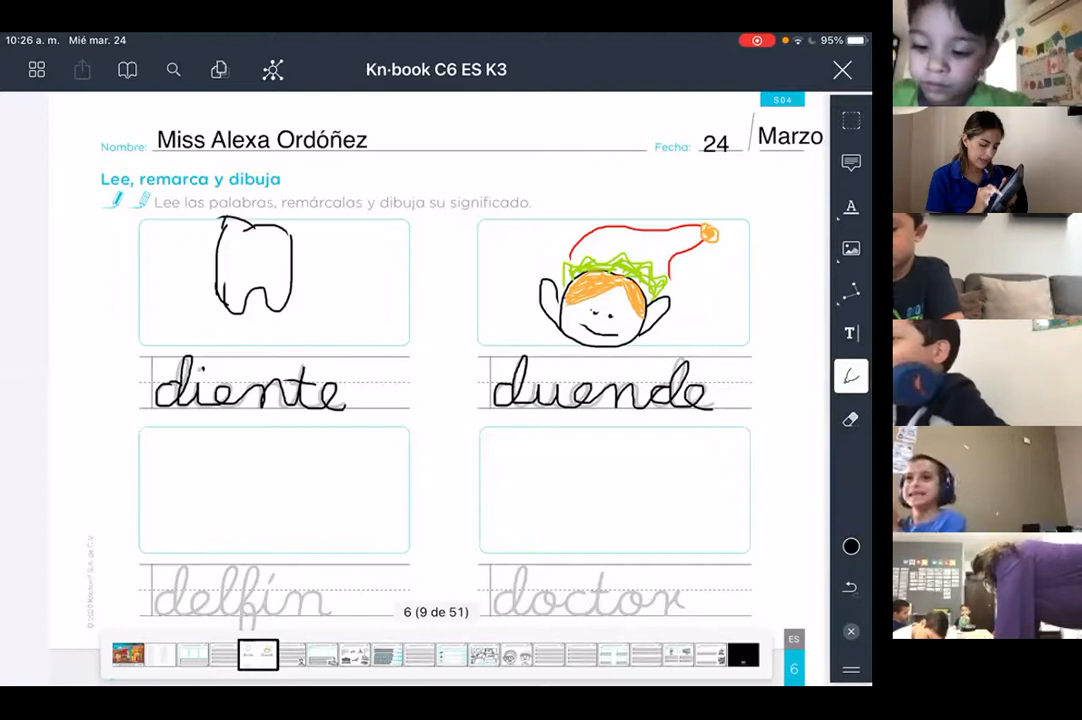 10:26 a. m. Mié mar. 24
95%
Kn·book C6 ES K3
S04
Nombre: Miss Alexa Ordóñez Fecha: 24 / Marzo
Lee, remarca y dibuja
Lee las palabras, remárcalas y dibuja su significado.
diente duende
delfín doctor
6 (9 de 51)
ES
6